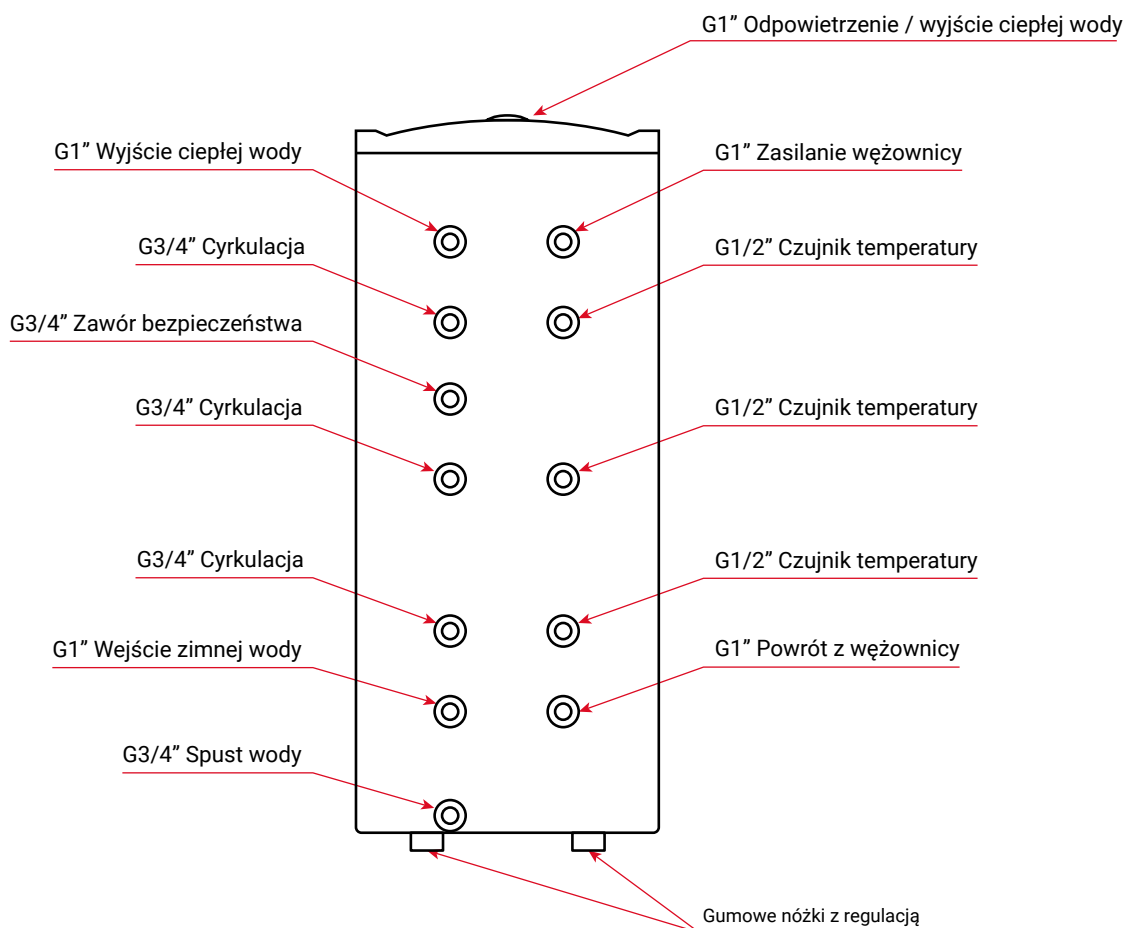 G1” Odpowietrzenie / wyjście ciepłej wody
G1” Wyjście ciepłej wody
G1” Zasilanie wężownicy
G3/4” Cyrkulacja
G1/2” Czujnik temperatury
G3/4” Zawór bezpieczeństwa
G3/4” Cyrkulacja
G1/2” Czujnik temperatury
G3/4” Cyrkulacja
G1/2” Czujnik temperatury
G1” Wejście zimnej wody
G1” Powrót z wężownicy
G3/4” Spust wody
Gumowe nóżki z regulacją